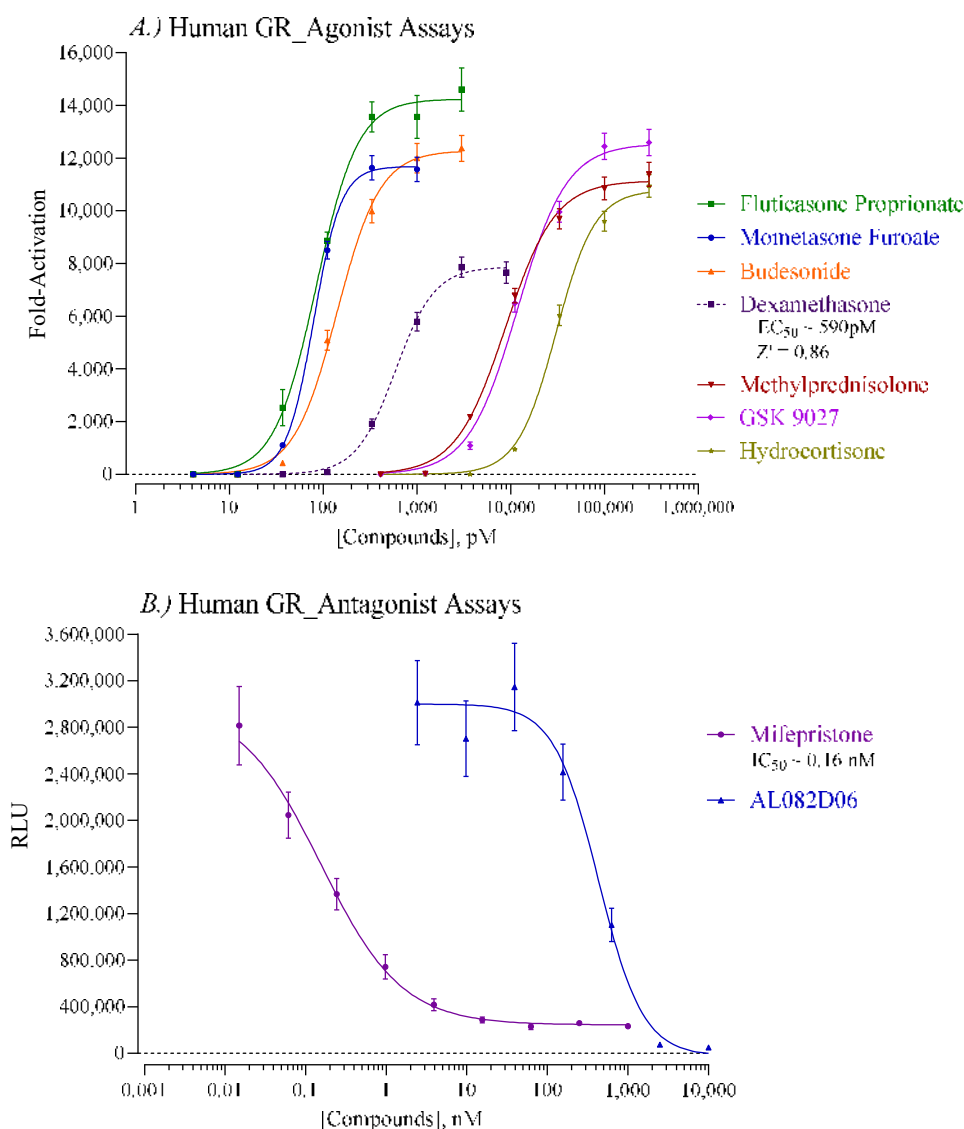 A.) Human GR_Agonist Assays
16,000
14,000
12,000
10,000
8,000
6,000
4,000
2,000
0
Fold-Activation
1
10
100
1,000
10,000
100,000
1,000,000
[Compounds], pM
Fluticasone Proprionate
Mometasone Furoate
Budesonide
Dexamethasone
EC50 ~ 590pM
Z' = 0.86
Methylprednisolone
GSK 9027
Hydrocortisone
B.) Human GR_Antagonist Assays
3,600,000
3,200,000
2,800,000
2,400,000
2,000,000
1,600,000
1,200,000
800,000
400,000
0
RLU
0.001
0.01
0.1
1
10
100
1,000
10,000
[Compounds], nM
Mifepristone
IC50 ~ 0.16 nM
AL082D06